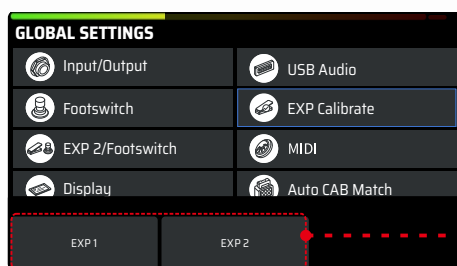 GLOBAL SETTINGS
Input/Output
USB Audio
Footswitch
EXP Calibrate
EXP 2/Footswitch
MIDI
Display
Auto CAB Match
EXP 1
EXP 2